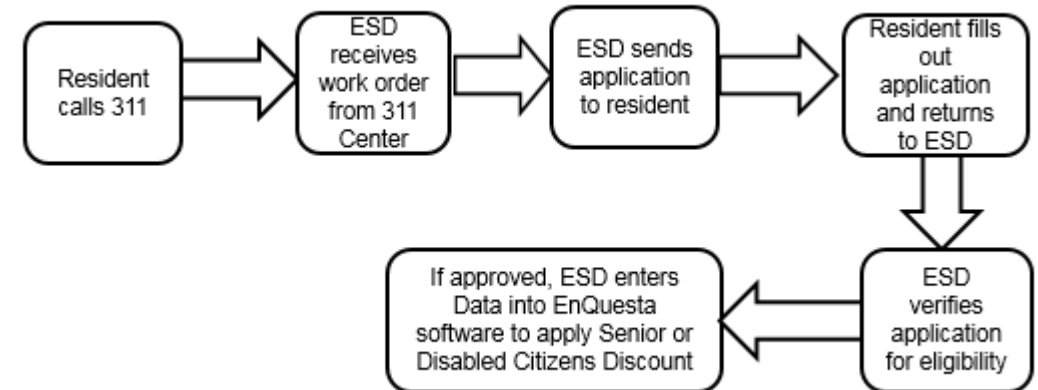 Resident
calls 311
ESD
receives
work order
from 311
Center
ESD sends
application
to resident
Resident fills
out
application
and returns
to ESD
ESD
verifies
application
for eligibility
If approved, ESD enters
Data into EnQuesta
software to apply Senior or
Disabled Citizens Discount